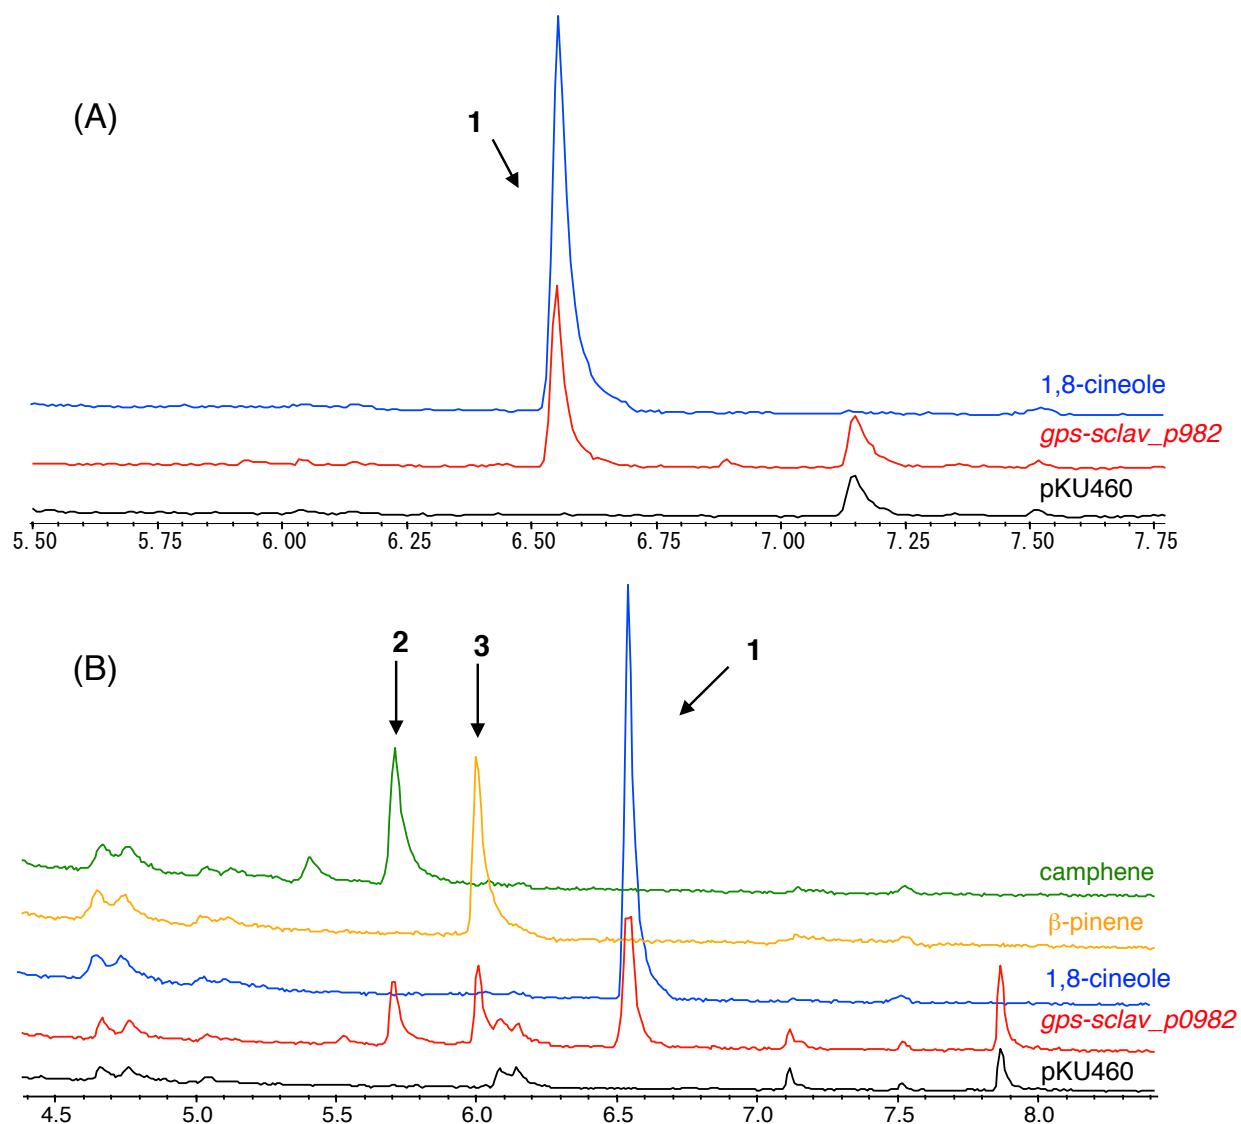 (A)
1
1,8-cineole
gps-sclav_p982
pKU460
5.50 5.75 6.00 6.25 6.50 6.75 7.00 7.25 7.50 7.75
(B)
2 3 1
camphene
β-pinene
1,8-cineole
gps-sclav_p0982
pKU460
4.5 5.0 5.5 6.0 6.5 7.0 7.5 8.0